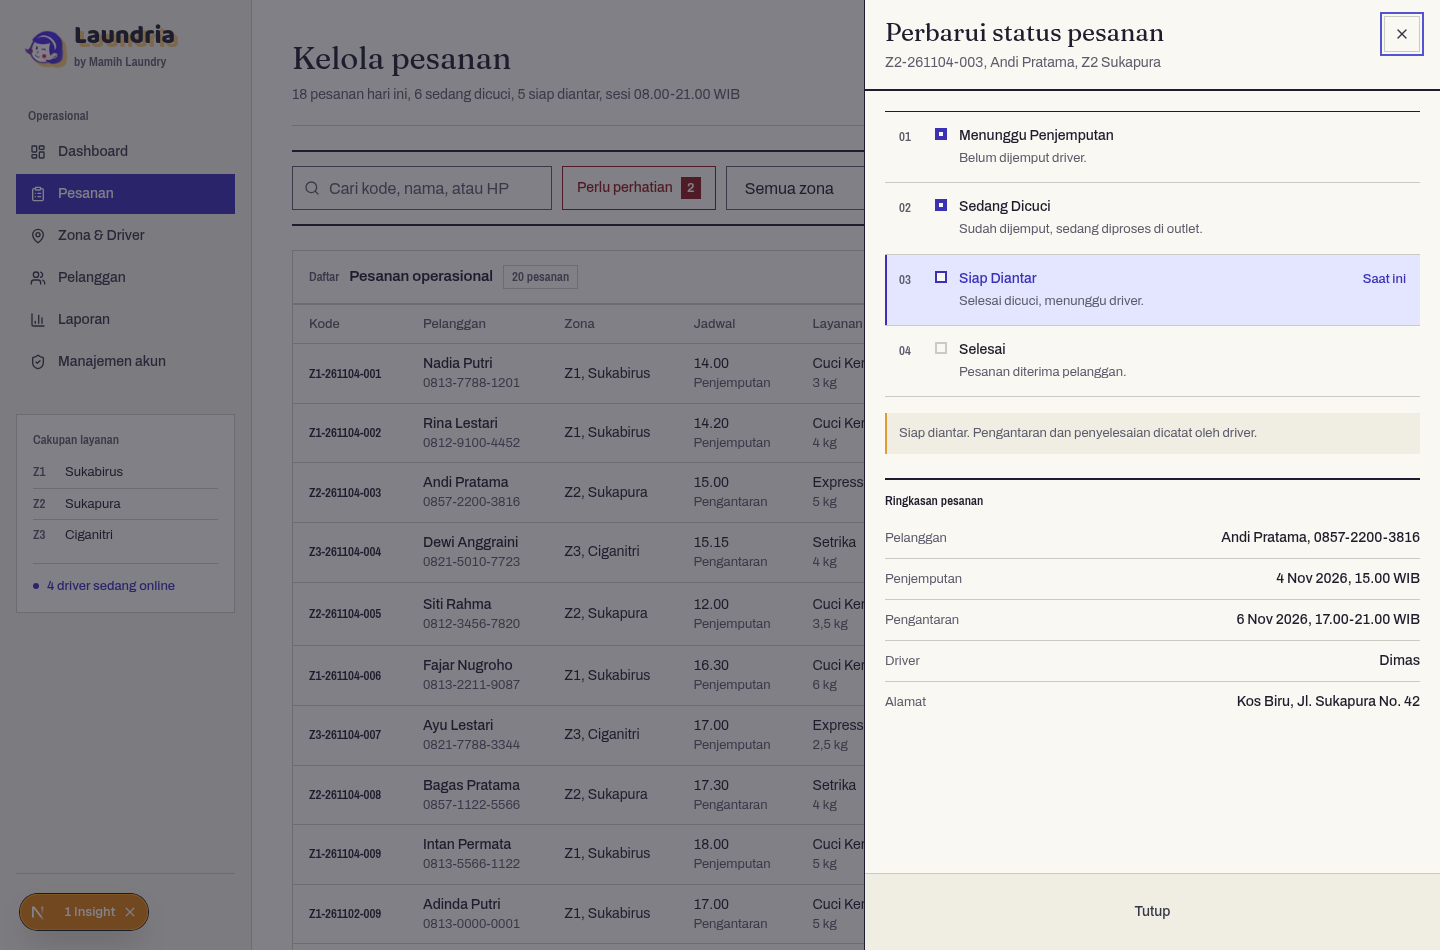 Laundria
by Mamih Laundry
Operasional
Dashboard
Pesanan
Zona & Driver
Pelanggan
Laporan
Manajemen akun
Cakupan layanan
Z1 Sukabirus
Z2 Sukapura
Z3 Ciganitri
4 driver sedang online
1 Insight
Kelola pesanan
18 pesanan hari ini, 6 sedang dicuci, 5 siap diantar, sesi 08.00-21.00 WIB
Cari kode, nama, atau HP
Perlu perhatian 2
Semua zona
Daftar Pesanan operasional 20 pesanan
Kode Pelanggan Zona Jadwal Layanan
Z1-261104-001 Nadia Putri 0813-7788-1201 Z1, Sukabirus 14.00 Penjemputan Cuci Ker 3 kg
Z1-261104-002 Rina Lestari 0812-9100-4452 Z1, Sukabirus 14.20 Penjemputan Cuci Ker 4 kg
Z2-261104-003 Andi Pratama 0857-2200-3816 Z2, Sukapura 15.00 Pengantaran Express 5 kg
Z3-261104-004 Dewi Anggraini 0821-5010-7723 Z3, Ciganitri 15.15 Pengantaran Setrika 4 kg
Z2-261104-005 Siti Rahma 0812-3456-7820 Z2, Sukapura 12.00 Penjemputan Cuci Ker 3,5 kg
Z1-261104-006 Fajar Nugroho 0813-2211-9087 Z1, Sukabirus 16.30 Penjemputan Cuci Ker 6 kg
Z3-261104-007 Ayu Lestari 0821-7788-3344 Z3, Ciganitri 17.00 Penjemputan Express 2,5 kg
Z2-261104-008 Bagas Pratama 0857-1122-5566 Z2, Sukapura 17.30 Pengantaran Setrika 4 kg
Z1-261104-009 Intan Permata 0813-5566-1122 Z1, Sukabirus 18.00 Penjemputan Cuci Ker 5 kg
Z1-261102-009 Adinda Putri 0813-0000-0001 Z1, Sukabirus 17.00 Pengantaran Cuci Ker 5 kg
Perbarui status pesanan
Z2-261104-003, Andi Pratama, Z2 Sukapura
01 Menunggu Penjemputan
Belum dijemput driver.
02 Sedang Dicuci
Sudah dijemput, sedang diproses di outlet.
03 Siap Diantar Saat ini
Selesai dicuci, menunggu driver.
04 Selesai
Pesanan diterima pelanggan.
Siap diantar. Pengantaran dan penyelesaian dicatat oleh driver.
Ringkasan pesanan
Pelanggan Andi Pratama, 0857-2200-3816
Penjemputan 4 Nov 2026, 15.00 WIB
Pengantaran 6 Nov 2026, 17.00-21.00 WIB
Driver Dimas
Alamat Kos Biru, Jl. Sukapura No. 42
Tutup